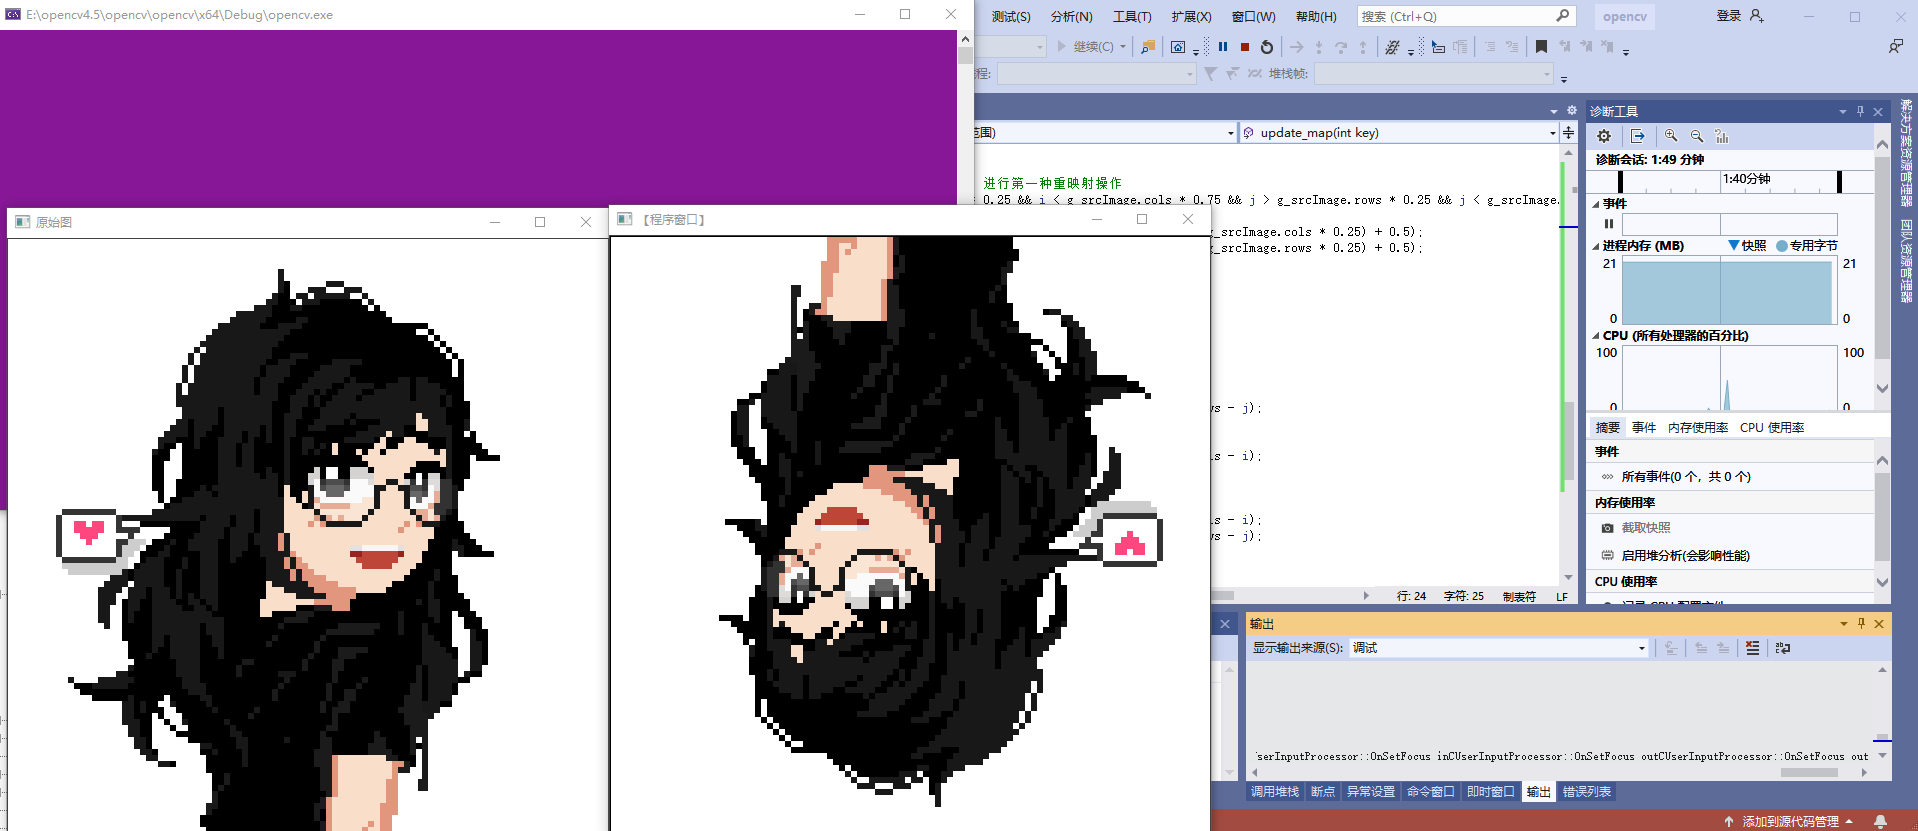 E:\opencv4.5\opencv\opencv\x64\Debug\opencv.exe
测试(S) 分析(N) 工具(T) 扩展(X) 窗口(W) 帮助(H) 搜索 (Ctrl+Q) opencv 登录
继续(C)
程: 堆栈帧:
范围) update_map(int key)
进行第一种重映射操作
0.25 && i < g_srcImage.cols * 0.75 && j > g_srcImage.rows * 0.25 && j < g_srcImage.
_srcImage.cols * 0.25) + 0.5);
_srcImage.rows * 0.25) + 0.5);
s - j);
s - i);
s - i);
s - j);
行: 24 字符: 25 制表符 LF
原始图
【程序窗口】
诊断工具
诊断会话: 1:49 分钟
1:40分钟
事件
进程内存 (MB) 快照 专用字节
21 21
0 0
CPU (所有处理器的百分比)
100 100
0 0
摘要 事件 内存使用率 CPU 使用率
事件
所有事件(0 个，共 0 个)
内存使用率
截取快照
启用堆分析(会影响性能)
CPU 使用率
记录 CPU 配置文件
解决方案资源管理器 团队资源管理器
输出
显示输出来源(S): 调试
serInputProcessor::OnSetFocus inCUserInputProcessor::OnSetFocus outCUserInputProcessor::OnSetFocus out
调用堆栈 断点 异常设置 命令窗口 即时窗口 输出 错误列表
添加到源代码管理